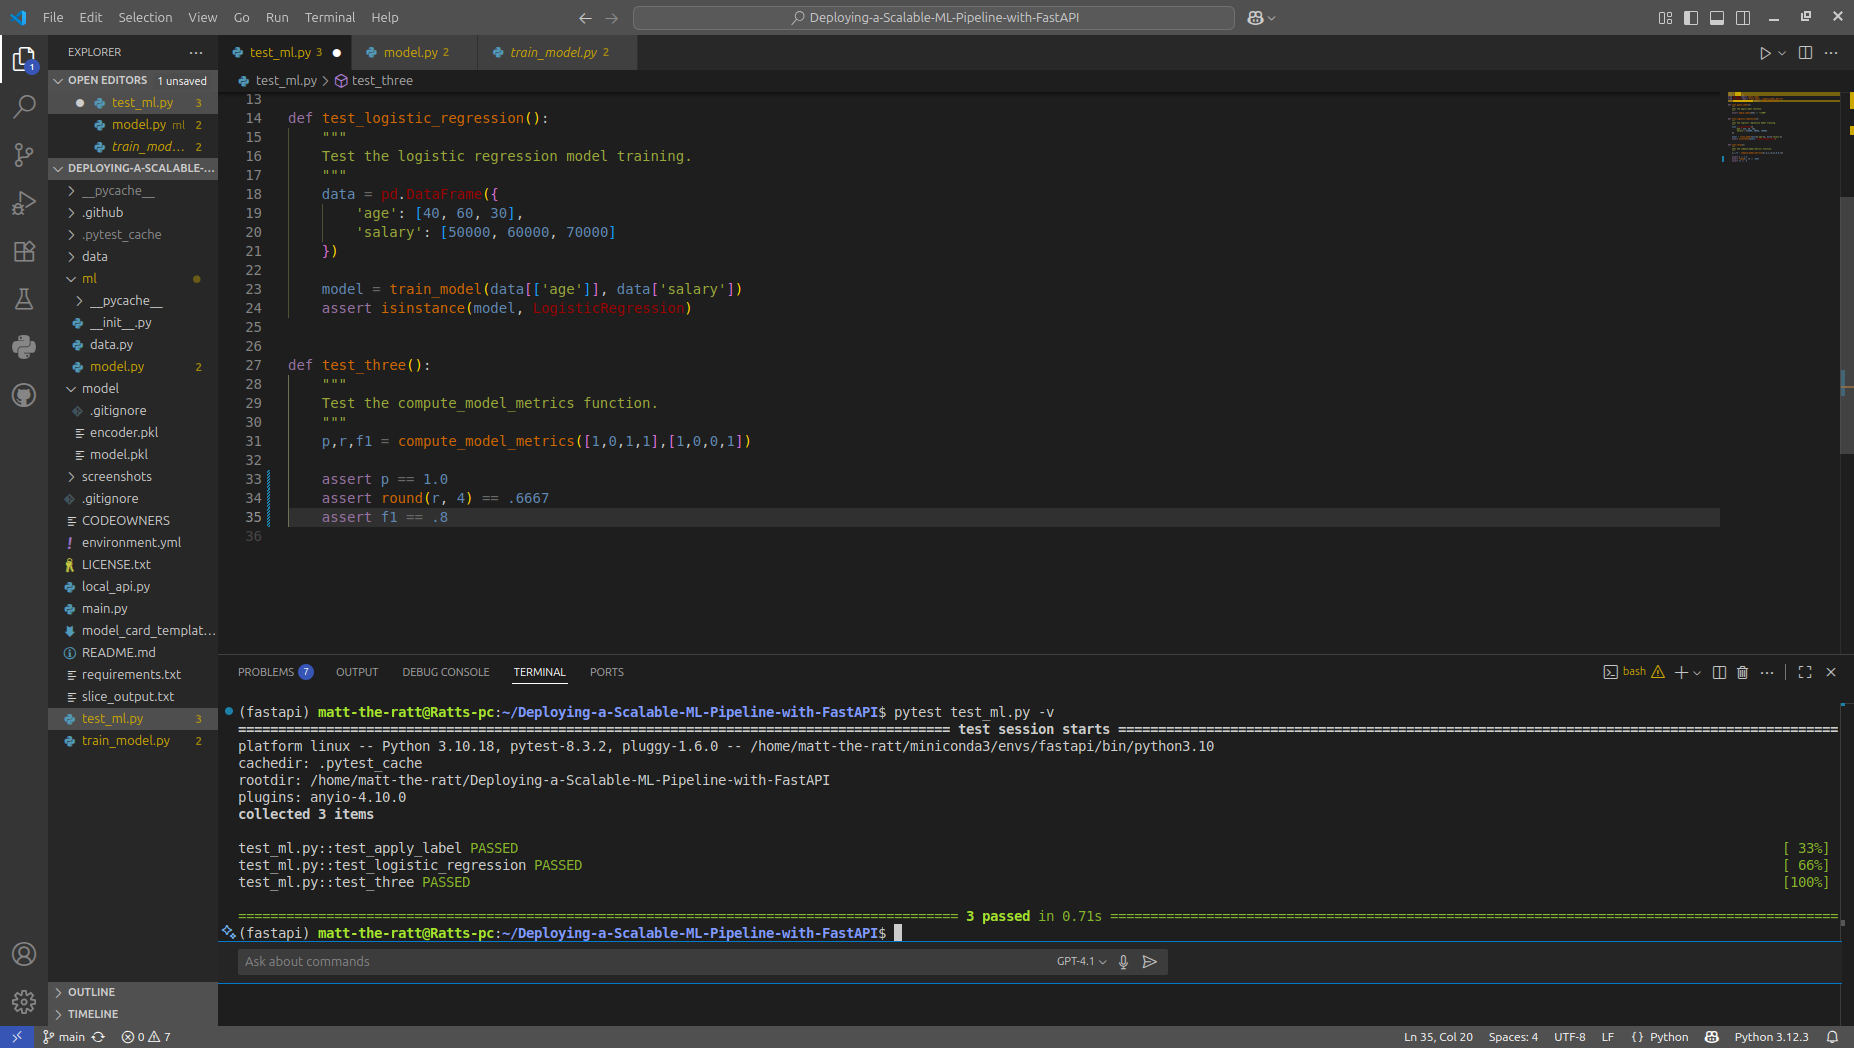 File Edit Selection View Go Run Terminal Help
Deploying-a-Scalable-ML-Pipeline-with-FastAPI
EXPLORER ···
OPEN EDITORS 1 unsaved
test_ml.py 3
model.py ml 2
train_mod... 2
DEPLOYING-A-SCALABLE-...
__pycache__
.github
.pytest_cache
data
ml
__pycache__
__init__.py
data.py
model.py 2
model
.gitignore
encoder.pkl
model.pkl
screenshots
.gitignore
CODEOWNERS
environment.yml
LICENSE.txt
local_api.py
main.py
model_card_templat...
README.md
requirements.txt
slice_output.txt
test_ml.py 3
train_model.py 2
OUTLINE
TIMELINE
1
test_ml.py 3
model.py 2
train_model.py 2
test_ml.py > test_three
13
14 def test_logistic_regression():
15 """
16 Test the logistic regression model training.
17 """
18 data = pd.DataFrame({
19 'age': [40, 60, 30],
20 'salary': [50000, 60000, 70000]
21 })
22
23 model = train_model(data[['age']], data['salary'])
24 assert isinstance(model, LogisticRegression)
25
26
27 def test_three():
28 """
29 Test the compute_model_metrics function.
30 """
31 p,r,f1 = compute_model_metrics([1,0,1,1],[1,0,0,1])
32
33 assert p == 1.0
34 assert round(r, 4) == .6667
35 assert f1 == .8
36
PROBLEMS 7 OUTPUT DEBUG CONSOLE TERMINAL PORTS
bash
(fastapi) matt-the-ratt@Ratts-pc:~/Deploying-a-Scalable-ML-Pipeline-with-FastAPI$ pytest test_ml.py -v
========== test session starts ==========
platform linux -- Python 3.10.18, pytest-8.3.2, pluggy-1.6.0 -- /home/matt-the-ratt/miniconda3/envs/fastapi/bin/python3.10
cachedir: .pytest_cache
rootdir: /home/matt-the-ratt/Deploying-a-Scalable-ML-Pipeline-with-FastAPI
plugins: anyio-4.10.0
collected 3 items
test_ml.py::test_apply_label PASSED [ 33%]
test_ml.py::test_logistic_regression PASSED [ 66%]
test_ml.py::test_three PASSED [100%]
========== 3 passed in 0.71s ==========
(fastapi) matt-the-ratt@Ratts-pc:~/Deploying-a-Scalable-ML-Pipeline-with-FastAPI$
Ask about commands GPT-4.1
main 0 7 Ln 35, Col 20 Spaces: 4 UTF-8 LF {} Python Python 3.12.3